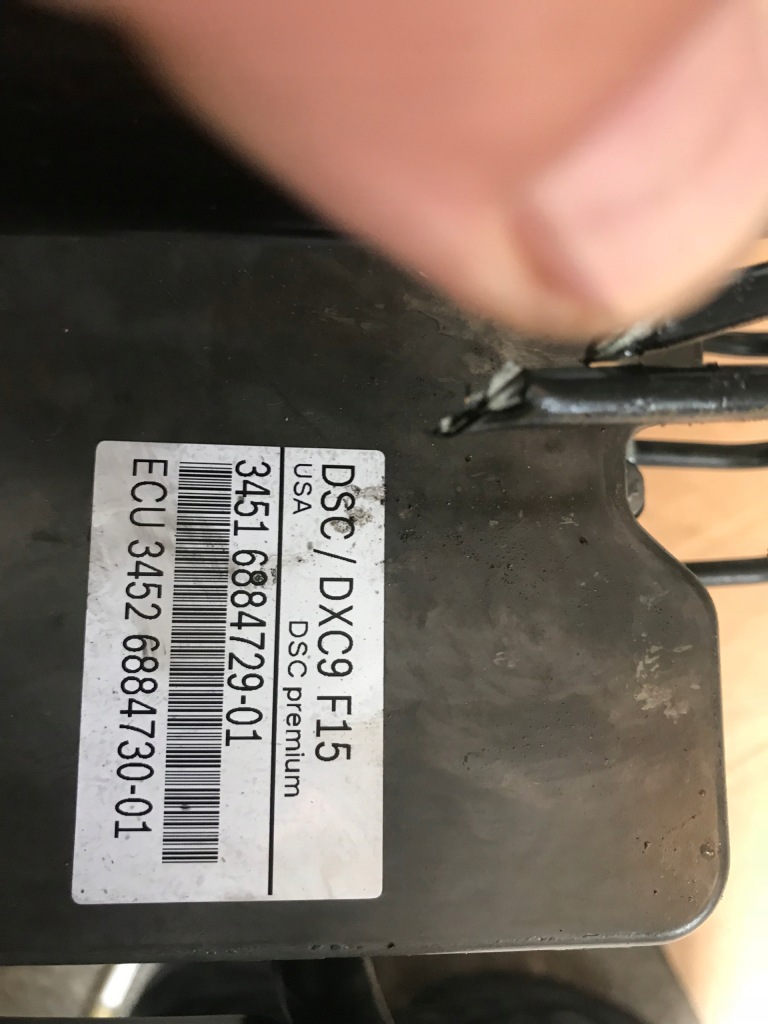 DSC / DXC9 F15
USA DSC premium
3451 6884729-01
ECU 3452 6884730-01